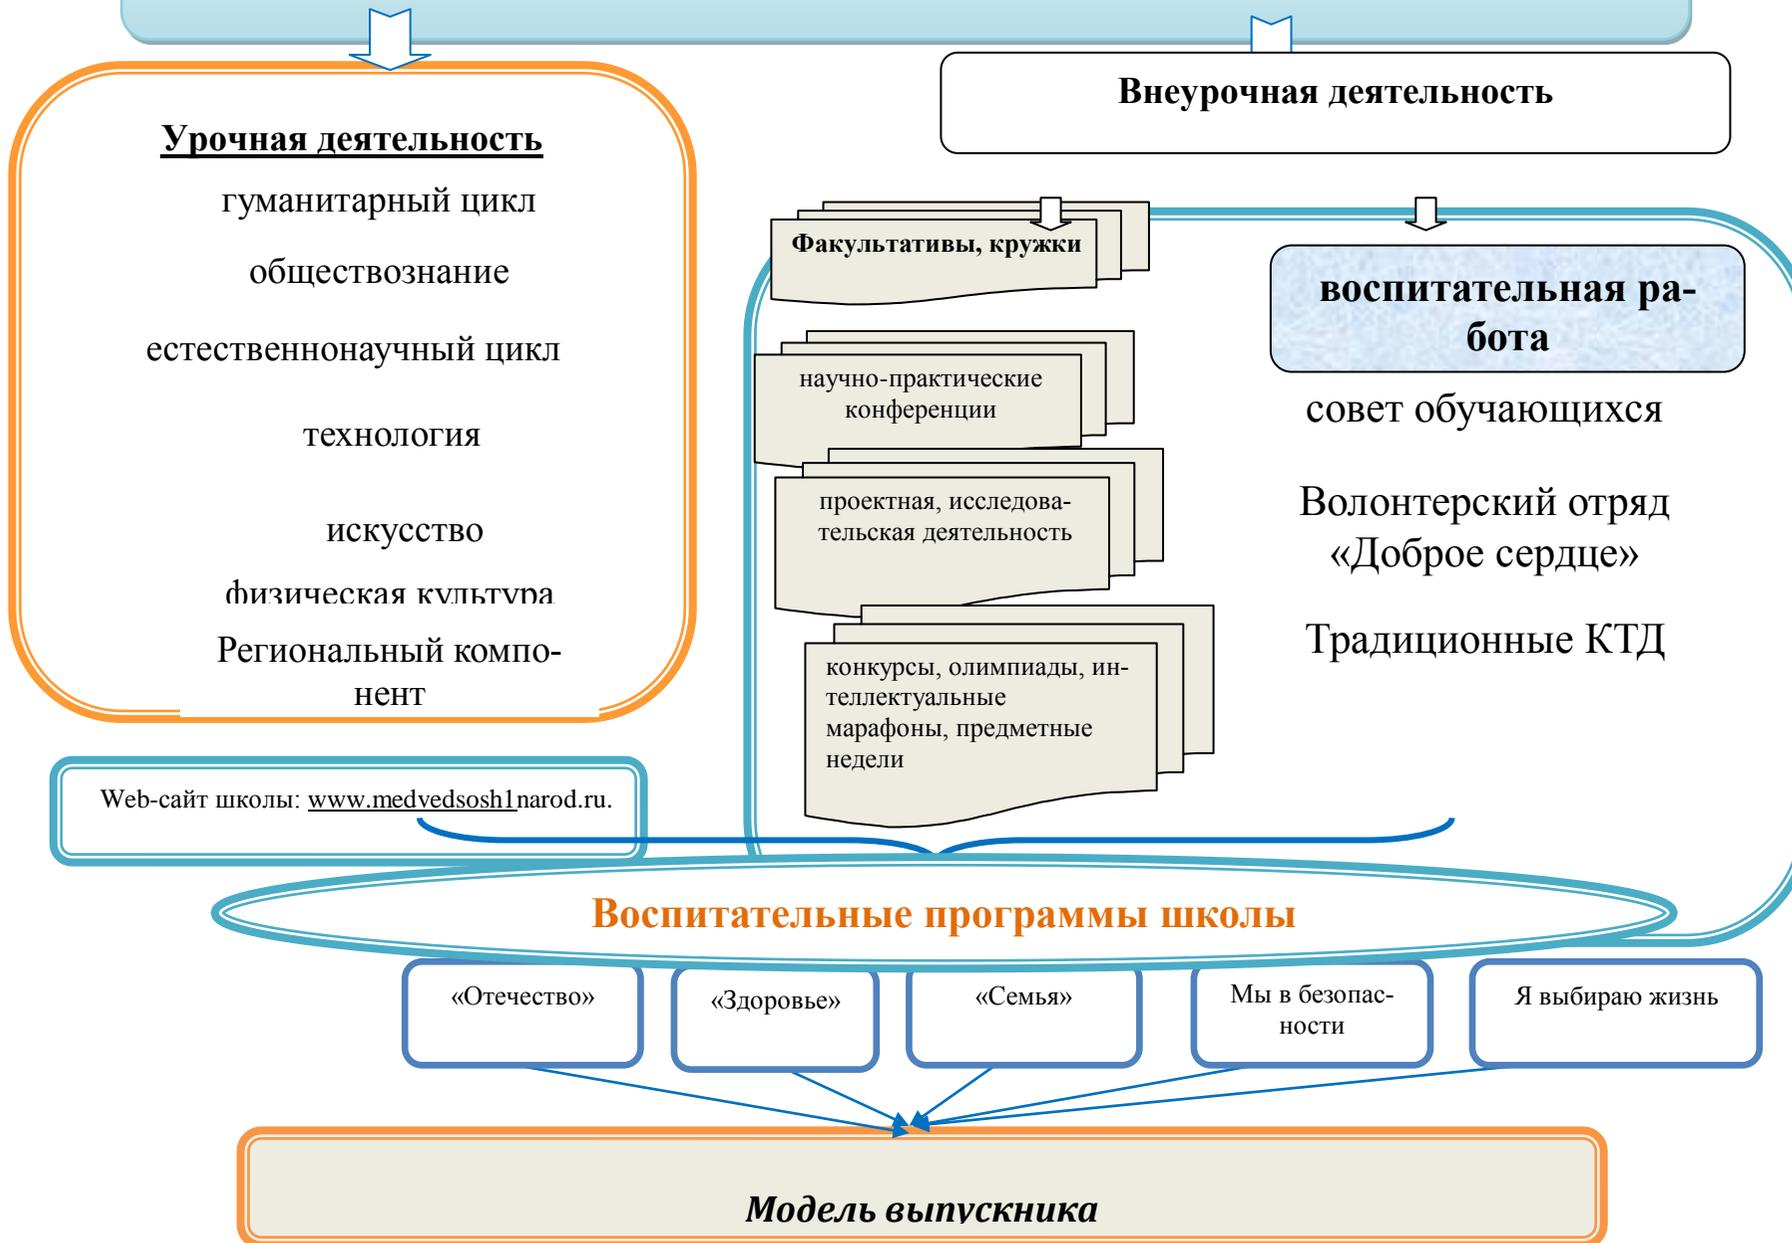 Урочная деятельность
гуманитарный цикл
обществознание
естественнонаучный цикл
технология
искусство
физическая культура
Региональный компо-
нент
Web-сайт школы: www.medvedsosh1narod.ru.
Внеурочная деятельность
Факультативы, кружки
научно-практические
конференции
проектная, исследова-
тельская деятельность
конкурсы, олимпиады, ин-
теллектуальные
марафоны, предметные
недели
воспитательная ра-
бота
совет обучающихся
Волонтерский отряд
«Доброе сердце»
Традиционные КТД
Воспитательные программы школы
«Отечество»
«Здоровье»
«Семья»
Мы в безопас-
ности
Я выбираю жизнь
Модель выпускника